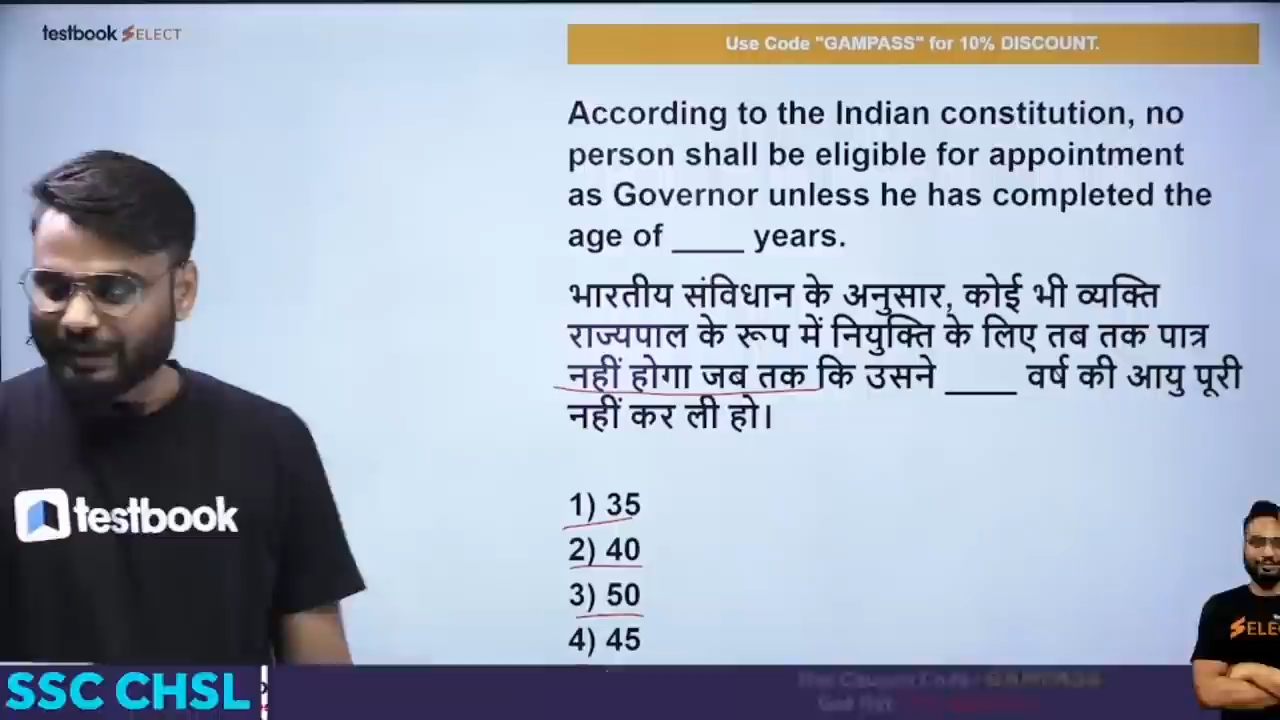 testbook SELECT
Use Code "GAMPASS" for 10% DISCOUNT.
According to the Indian constitution, no
person shall be eligible for appointment
as Governor unless he has completed the
age of ____ years.
भारतीय संविधान के अनुसार, कोई भी व्यक्ति
राज्यपाल के रूप में नियुक्ति के लिए तब तक पात्र
नहीं होगा जब तक कि उसने ____ वर्ष की आयु पूरी
नहीं कर ली हो।
1) 35
2) 40
3) 50
4) 45
testbook
SELE
SSC CHSL